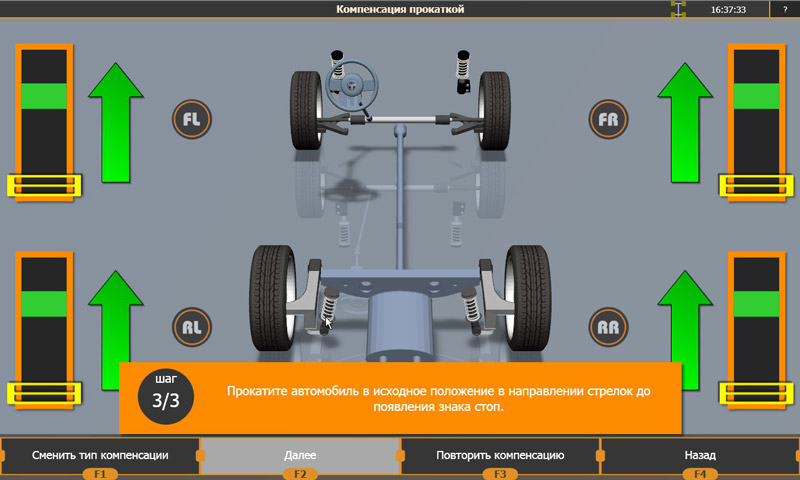 Компенсация прокаткой
16:37:33
?
FL
FR
RL
RR
шаг
3/3
Прокатите автомобиль в исходное положение в направлении стрелок до
появления знака стоп.
Сменить тип компенсации
Далее
Повторить компенсацию
Назад
F1
F2
F3
F4